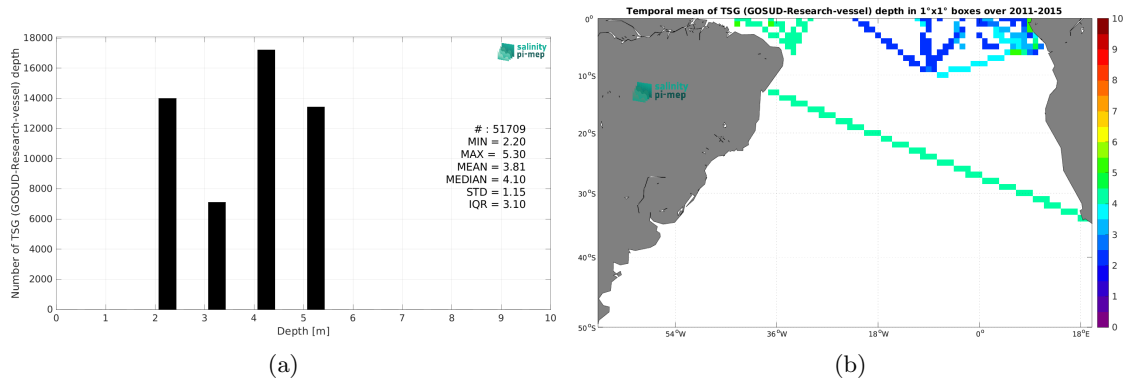 18000
16000
14000
12000
10000
8000
6000
4000
2000
0
Number of TSG (GOSUD-Research-vessel) depth
salinity
pi-mep
# : 51709
MIN = 2.20
MAX = 5.30
MEAN = 3.81
MEDIAN = 4.10
STD = 1.15
IQR = 3.10
0 1 2 3 4 5 6 7 8 9 10
Depth [m]
(a)
Temporal mean of TSG (GOSUD-Research-vessel) depth in 1°x1° boxes over 2011-2015
0°
10°S
20°S
30°S
40°S
50°S
salinity
pi-mep
54°W 36°W 18°W 0° 18°E
10
9
8
7
6
5
4
3
2
1
0
(b)